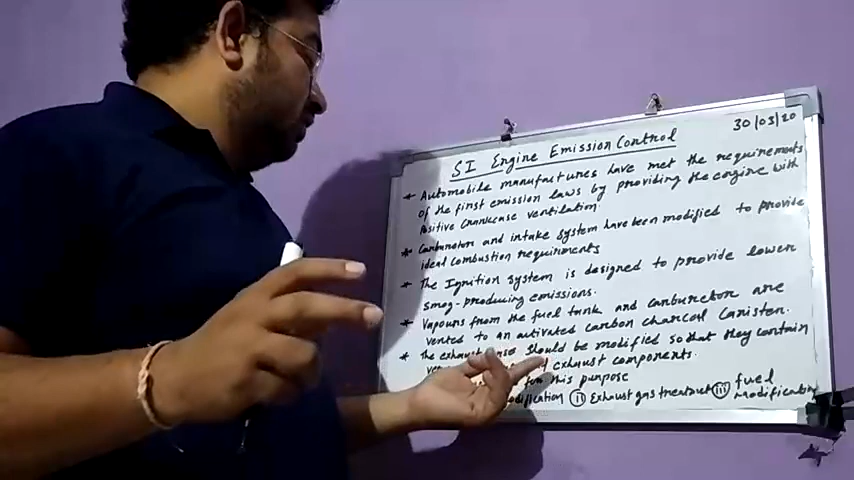 SI Engine Emission Control
30/03/20
* Automobile manufactures have met the requirements
of the first emission laws by providing the engine with
Positive Crankcase ventilation.
* Carburetor and intake system have been modified to provide
ideal combustion requirements
* The Ignition system is designed to provide lower
smog-producing emissions.
* Vapours from the fuel tank and carburetor are
vented to an activated carbon charcoal Canister.
* The exhaust should be modified so that they contain
exhaust components.
for this purpose
modification (ii) Exhaust gas treatment (iii) fuel
modification